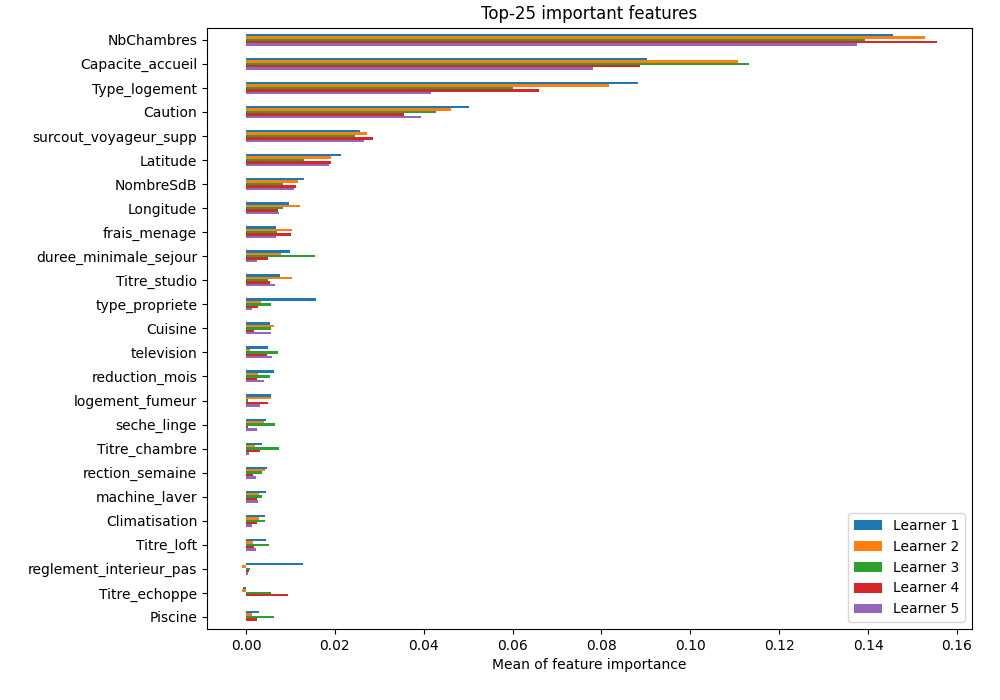 Top-25 important features
NbChambres
Capacite_accueil
Type_logement
Caution
surcout_voyageur_supp
Latitude
NombreSdB
Longitude
frais_menage
duree_minimale_sejour
Titre_studio
type_propriete
Cuisine
television
reduction_mois
logement_fumeur
seche_linge
Titre_chambre
rection_semaine
machine_laver
Climatisation
Titre_loft
reglement_interieur_pas
Titre_echoppe
Piscine
Learner 1
Learner 2
Learner 3
Learner 4
Learner 5
0.00 0.02 0.04 0.06 0.08 0.10 0.12 0.14 0.16
Mean of feature importance